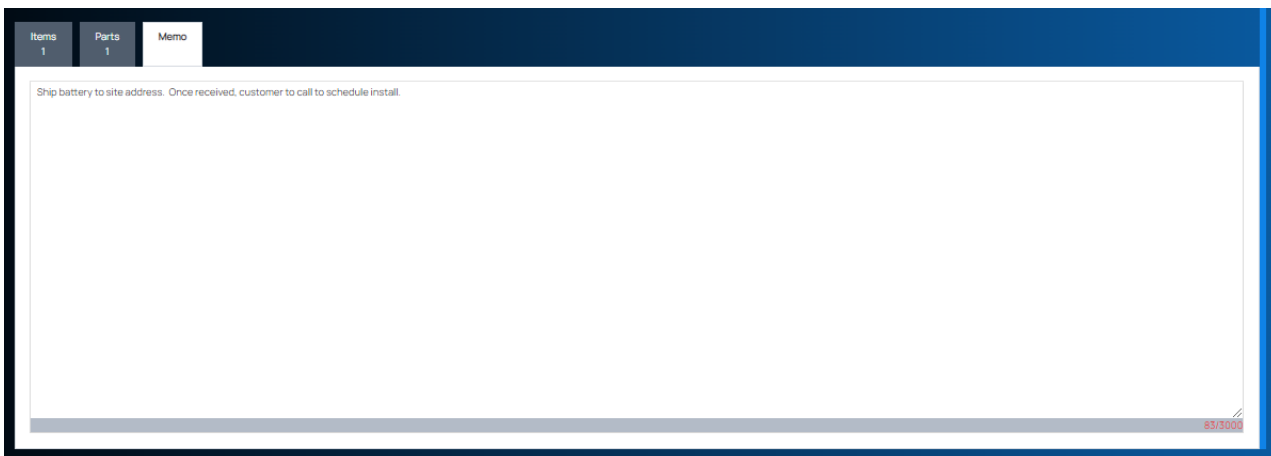 Items Parts Memo
1 1
Ship battery to site address.  Once received, customer to call to schedule install.
83/3000